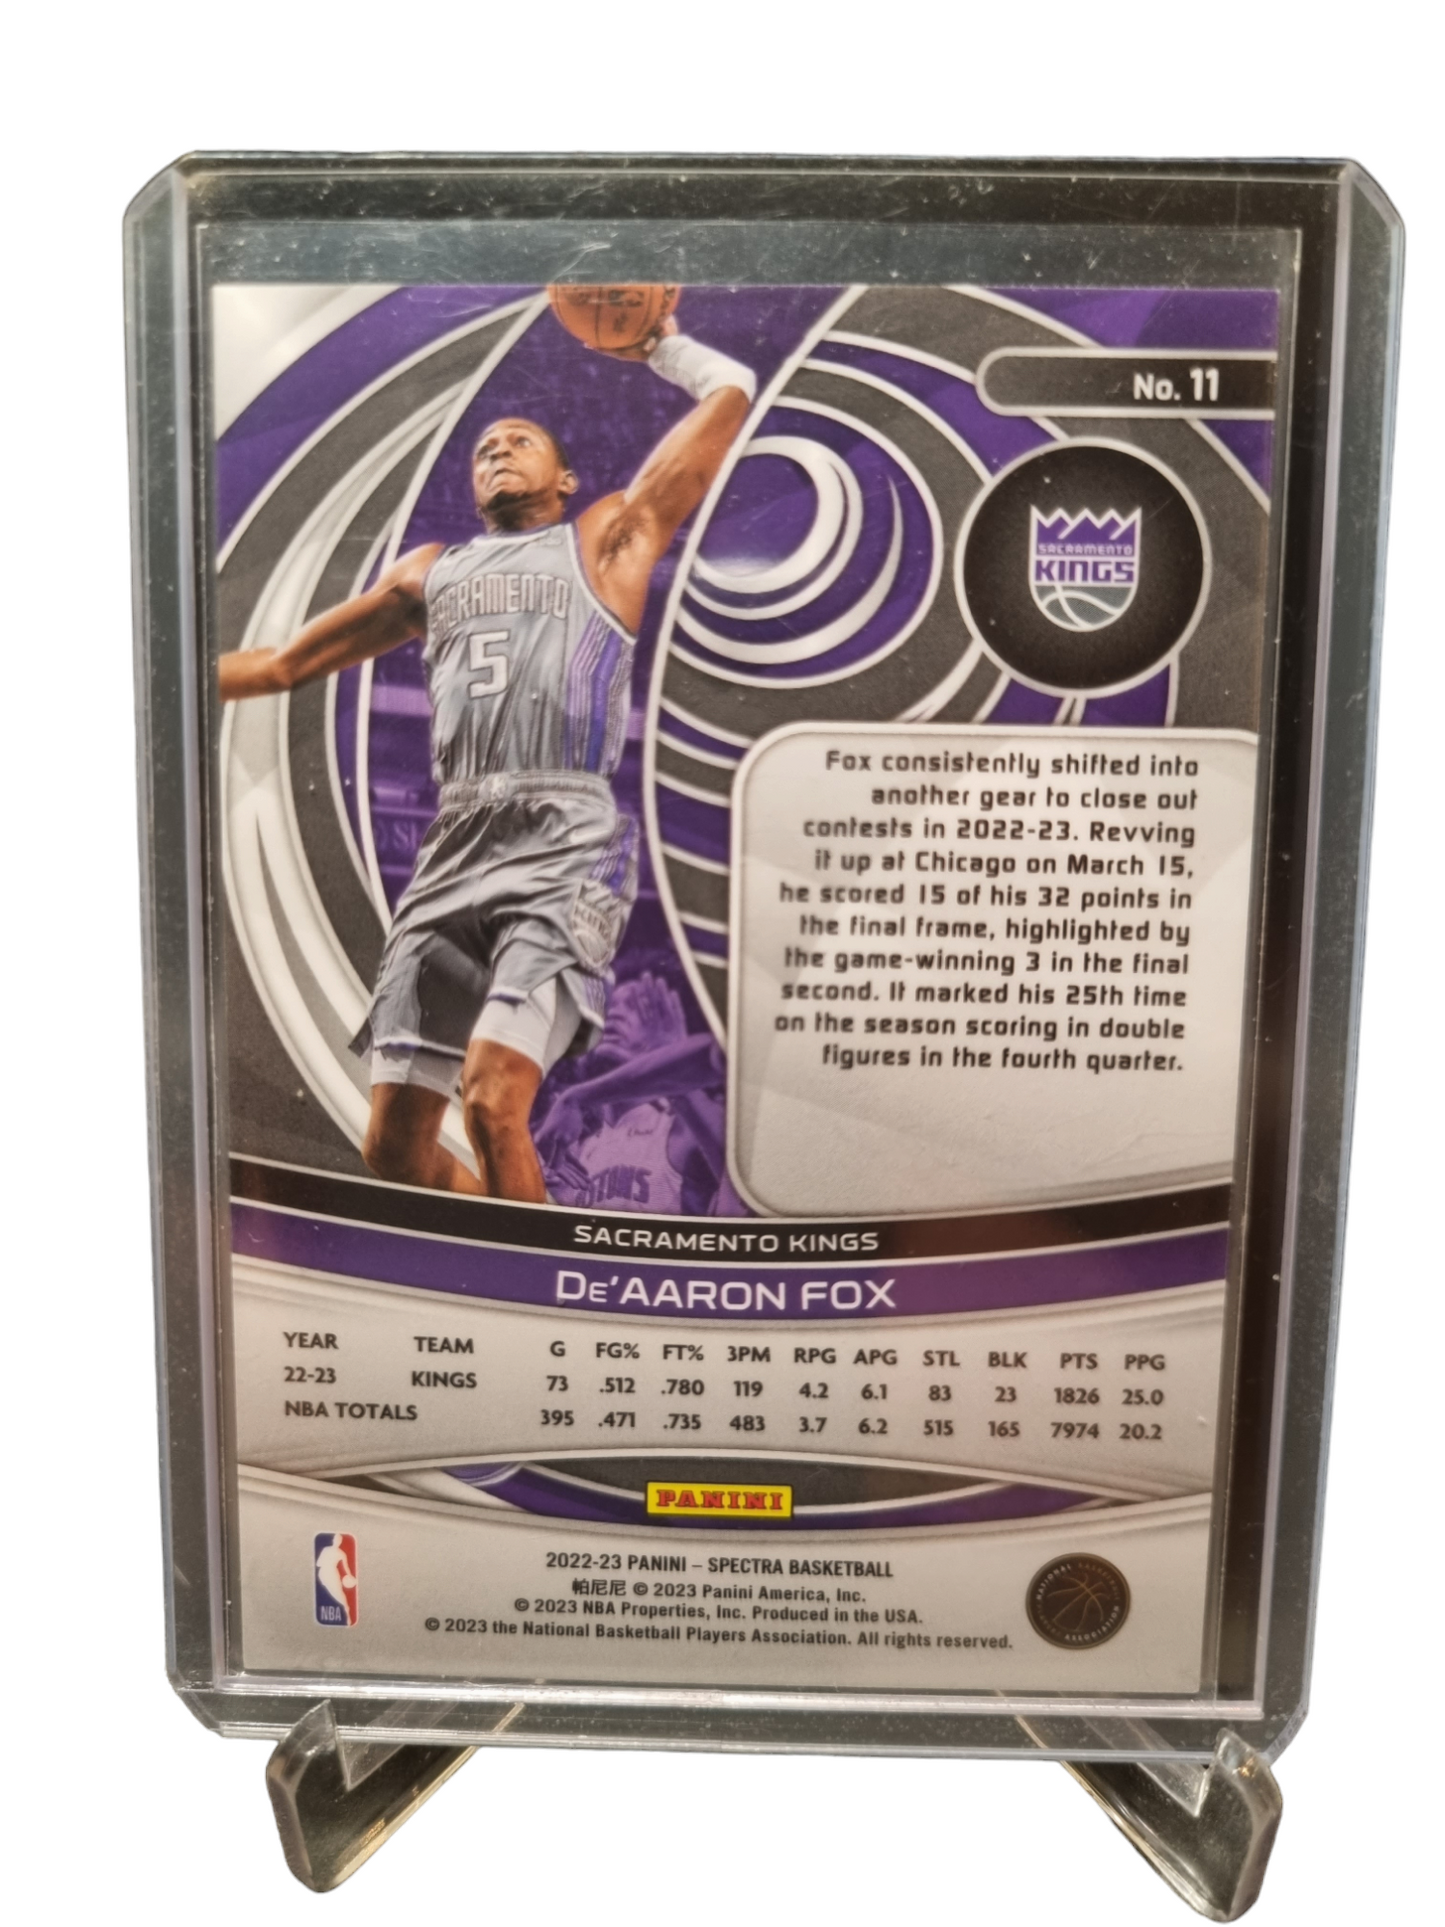 No. 11
SACRAMENTO
KINGS
SACRAMENTO
5
Fox consistently shifted into
another gear to close out
contests in 2022-23. Revving
it up at Chicago on March 15,
he scored 15 of his 32 points in
the final frame, highlighted by
the game-winning 3 in the final
second. It marked his 25th time
on the season scoring in double
figures in the fourth quarter.
SACRAMENTO KINGS
DE'AARON FOX
YEAR TEAM G FG% FT% 3PM RPG APG STL BLK PTS PPG
22-23 KINGS 73 .512 .780 119 4.2 6.1 83 23 1826 25.0
NBA TOTALS 395 .471 .735 483 3.7 6.2 515 165 7974 20.2
PANINI
2022-23 PANINI – SPECTRA BASKETBALL
帕尼尼 © 2023 Panini America, Inc.
© 2023 NBA Properties, Inc. Produced in the USA.
© 2023 the National Basketball Players Association. All rights reserved.
NBA